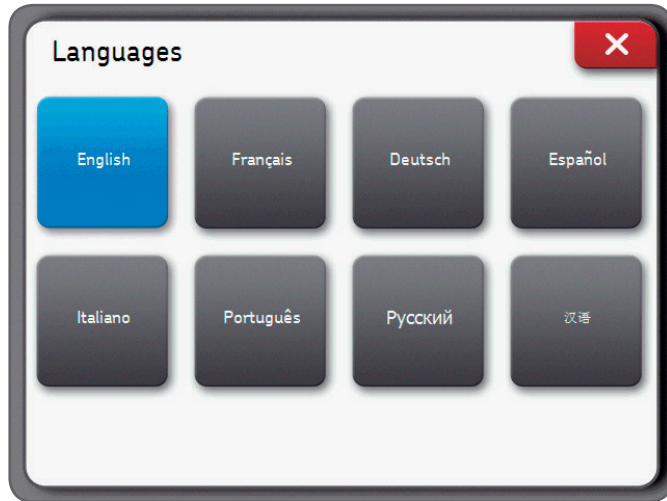 Languages
English
Français
Deutsch
Español
Italiano
Português
Русский
汉语